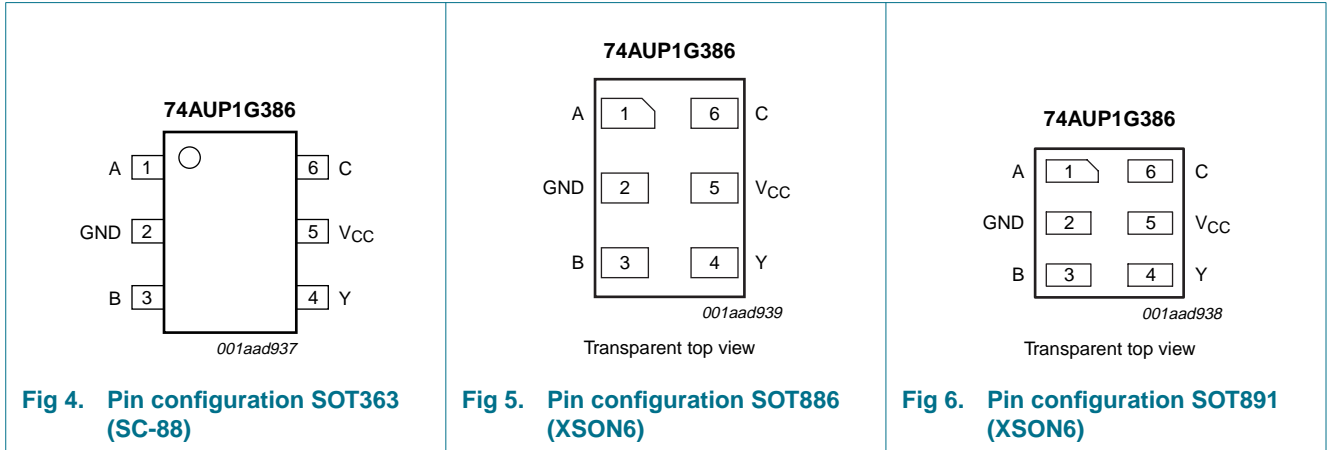 74AUP1G386
A 1 6 C
GND 2 5 VCC
B 3 4 Y
001aad937
Fig 4. Pin configuration SOT363
(SC-88)
74AUP1G386
A 1 6 C
GND 2 5 VCC
B 3 4 Y
001aad939
Transparent top view
Fig 5. Pin configuration SOT886
(XSON6)
74AUP1G386
A 1 6 C
GND 2 5 VCC
B 3 4 Y
001aad938
Transparent top view
Fig 6. Pin configuration SOT891
(XSON6)